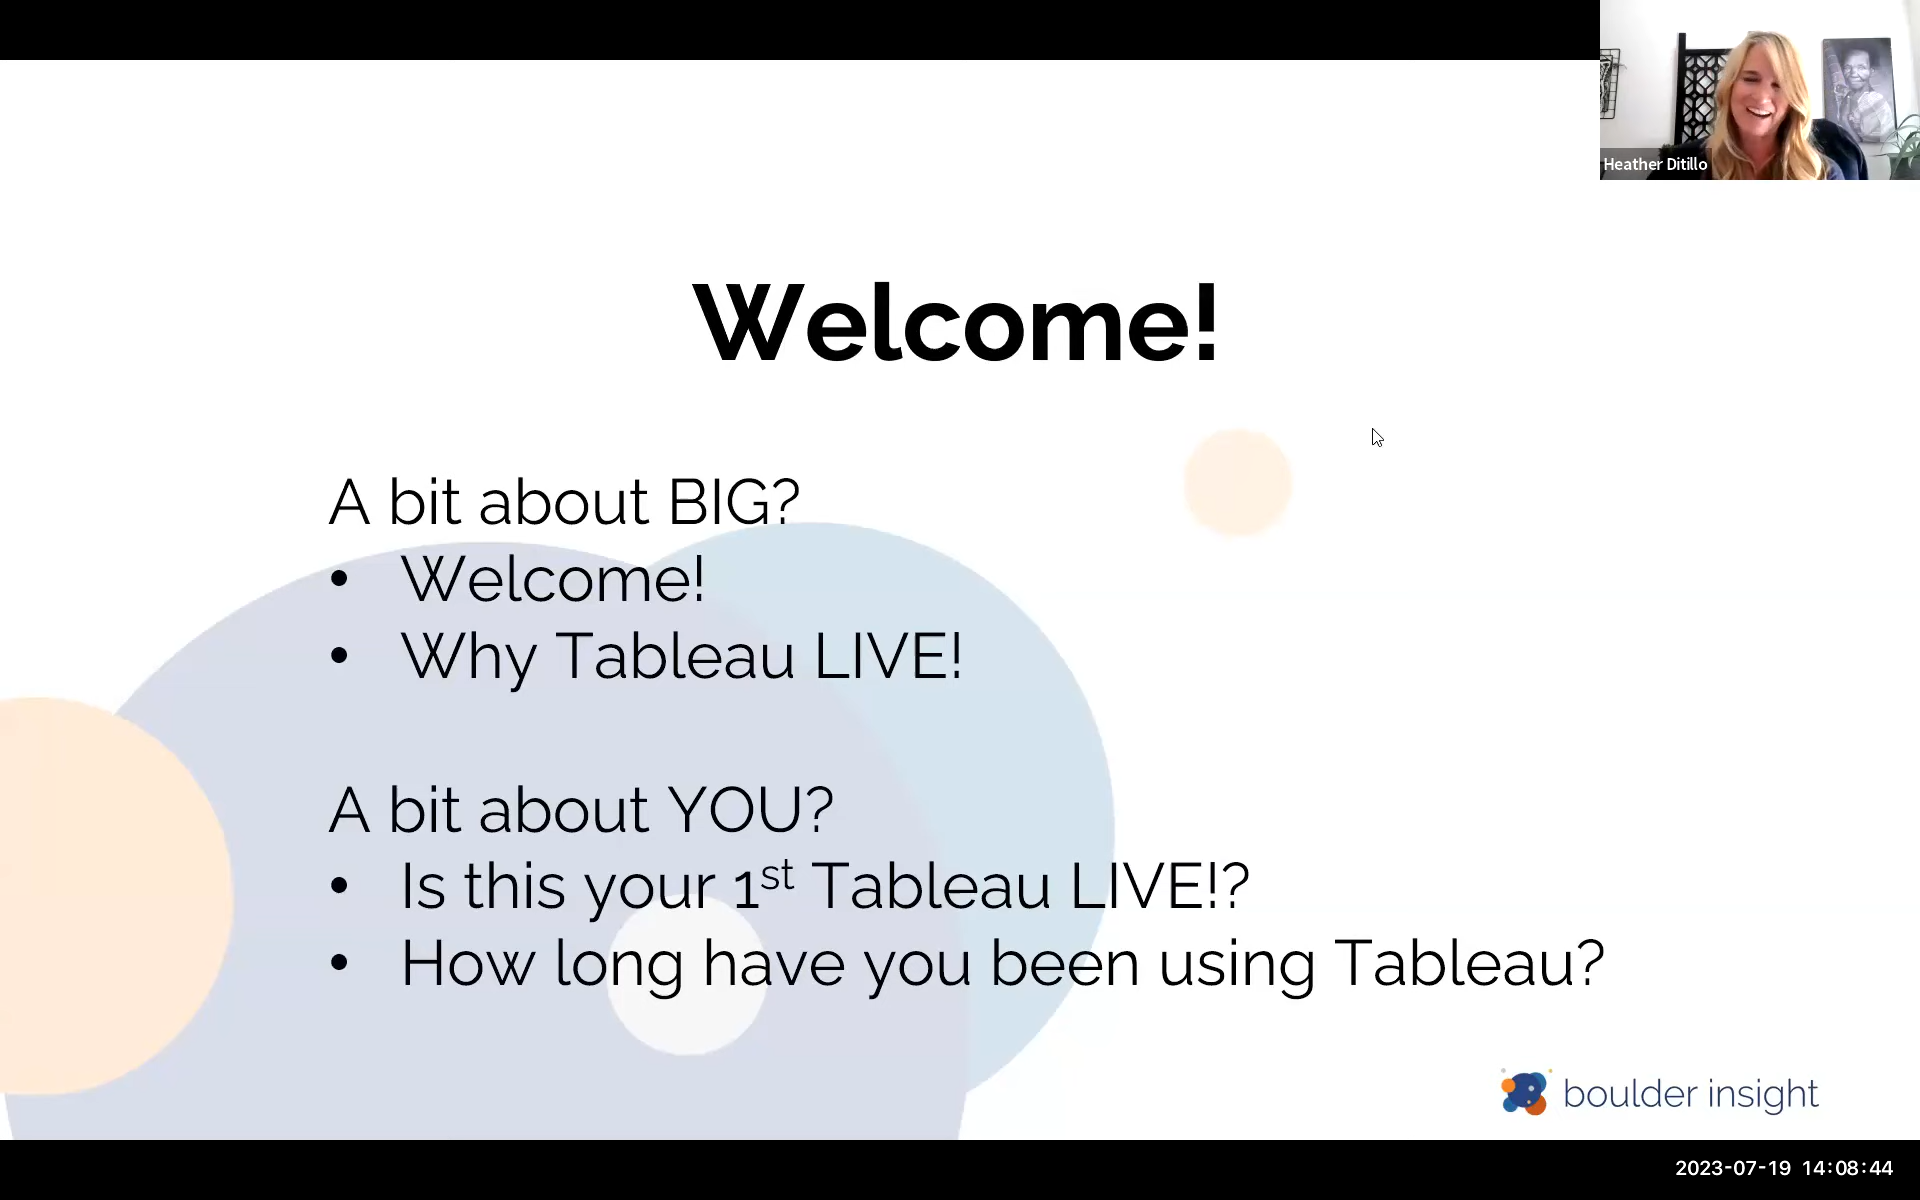 Heather Ditillo
Welcome!
A bit about BIG?
• Welcome!
• Why Tableau LIVE!
A bit about YOU?
• Is this your 1st Tableau LIVE!?
• How long have you been using Tableau?
boulder insight
2023-07-19 14:08:44